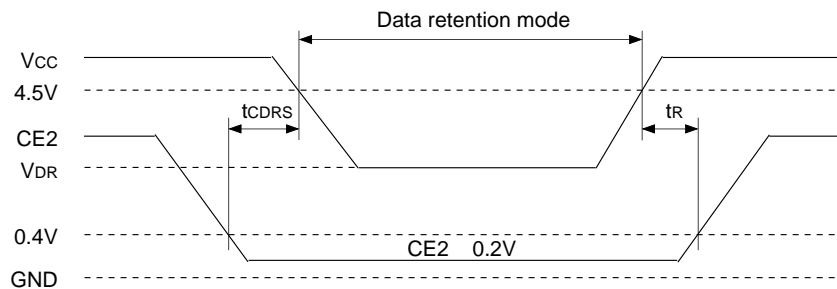 Data retention mode
VCC
4.5V
tCDRS
tR
CE2
VDR
0.4V
CE2 0.2V
GND